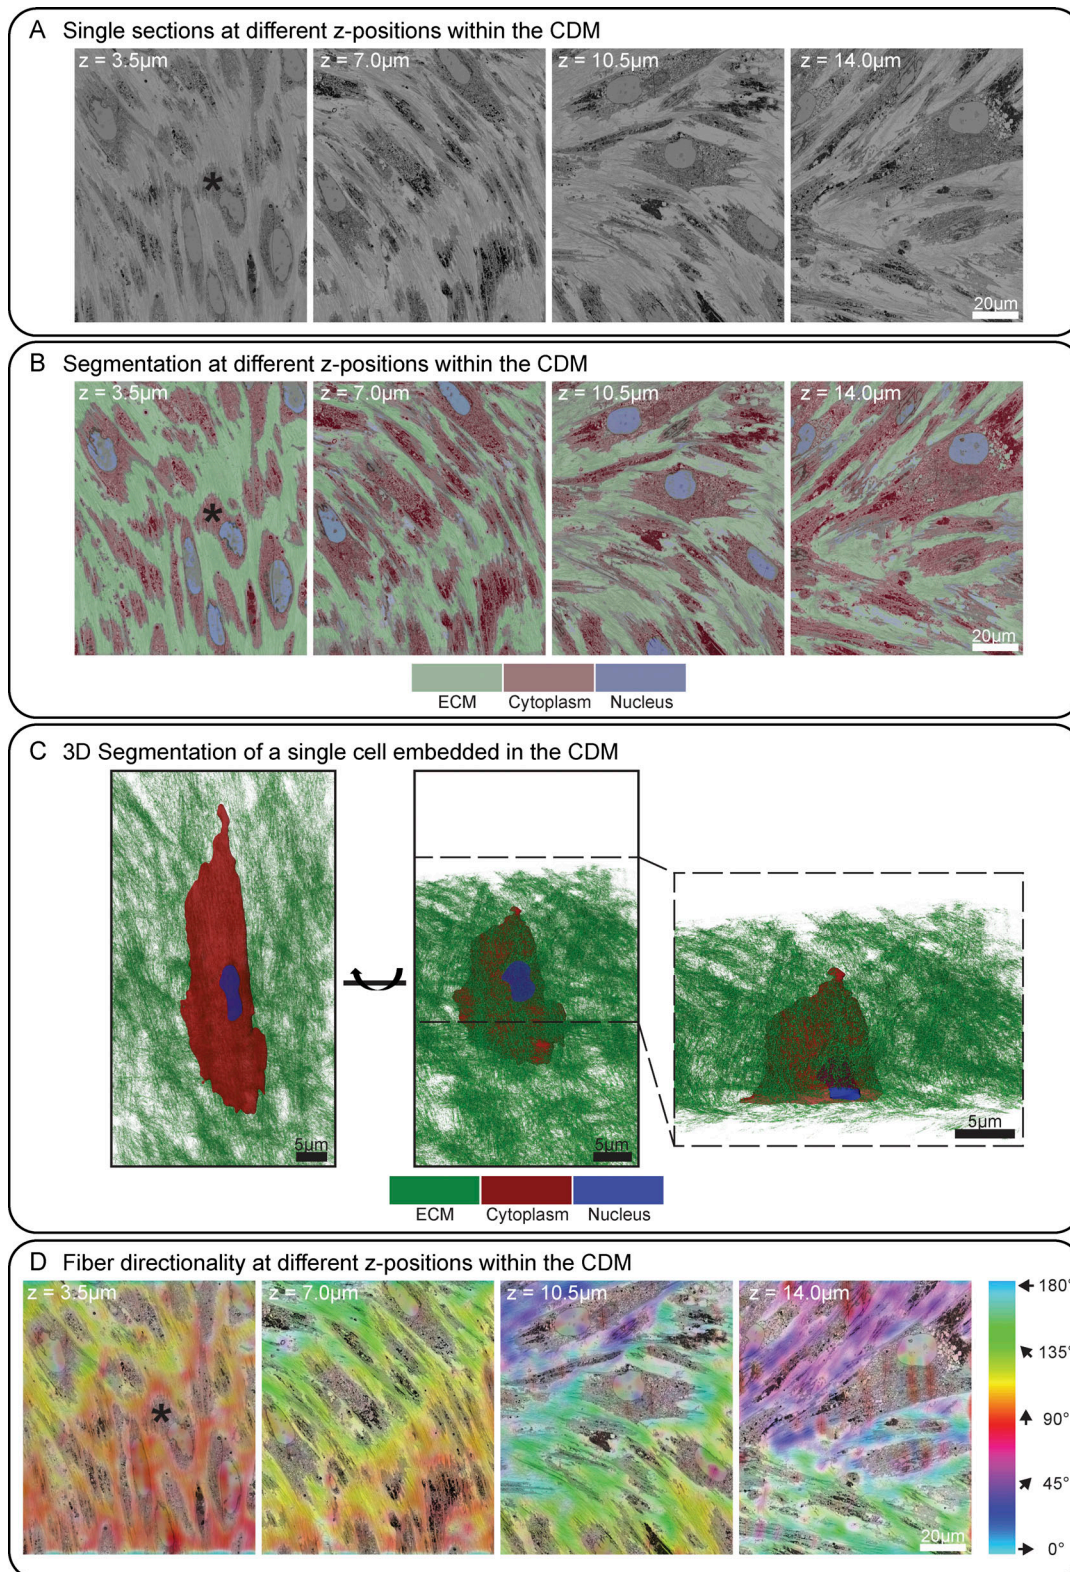 A Single sections at different z-positions within the CDM
z = 3.5µm
z = 7.0µm
z = 10.5µm
z = 14.0µm
*
20µm
B Segmentation at different z-positions within the CDM
z = 3.5µm
z = 7.0µm
z = 10.5µm
z = 14.0µm
*
20µm
ECM Cytoplasm Nucleus
C 3D Segmentation of a single cell embedded in the CDM
5µm
5µm
5µm
ECM Cytoplasm Nucleus
D Fiber directionality at different z-positions within the CDM
z = 3.5µm
z = 7.0µm
z = 10.5µm
z = 14.0µm
*
20µm
180°
135°
90°
45°
0°